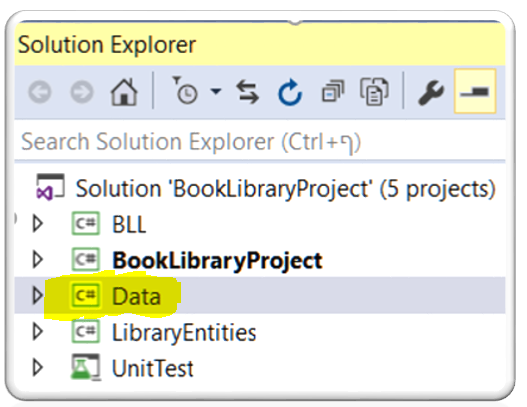 Solution Explorer
Search Solution Explorer (Ctrl+ף)
Solution 'BookLibraryProject' (5 projects)
C# BLL
C# BookLibraryProject
C# Data
C# LibraryEntities
UnitTest